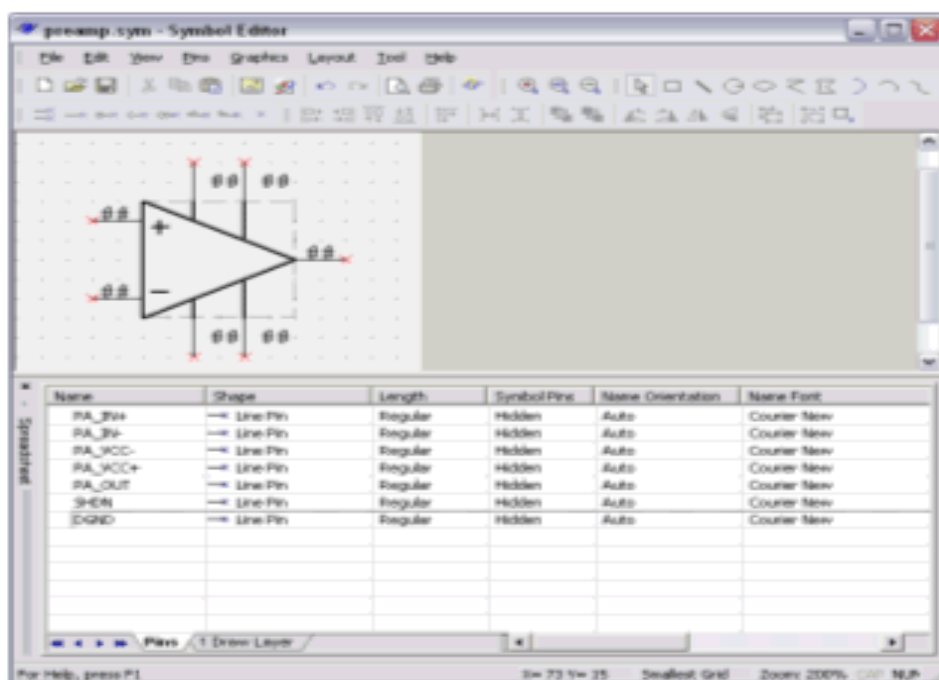 preamp.sym - Symbol Editor
File Edit View Pins Graphics Layout Tool Help
+
−
Spreadsheet
Name Shape Length Symbol Pins Name Orientation Name Font
PA_IN+ Line Pin Regular Hidden Auto Courier New
PA_IN- Line Pin Regular Hidden Auto Courier New
PA_VCC- Line Pin Regular Hidden Auto Courier New
PA_VCC+ Line Pin Regular Hidden Auto Courier New
PA_OUT Line Pin Regular Hidden Auto Courier New
SHDN Line Pin Regular Hidden Auto Courier New
DGND Line Pin Regular Hidden Auto Courier New
Pins 1 Draw Layer
For Help, press F1 X= 73 Y= 15 Smallest Grid Zoom: 200% CAP NUM